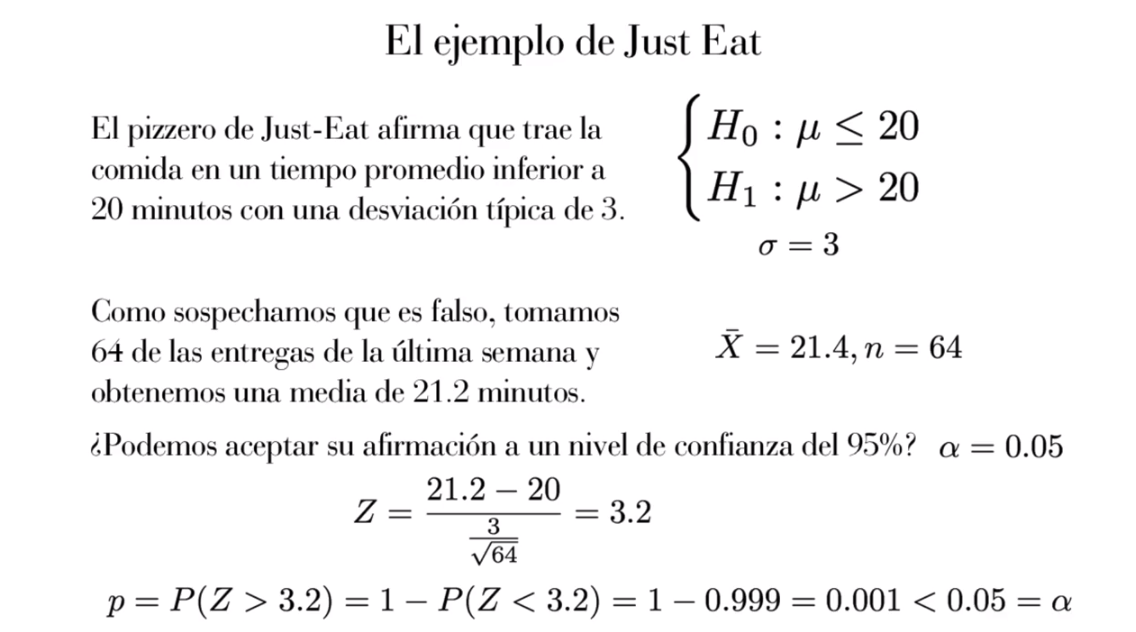 El ejemplo de Just Eat
El pizzero de Just-Eat afirma que trae la
comida en un tiempo promedio inferior a
20 minutos con una desviación típica de 3.
H₀ : μ ≤ 20
H₁ : μ > 20
σ = 3
Como sospechamos que es falso, tomamos
64 de las entregas de la última semana y
obtenemos una media de 21.2 minutos.
X̄ = 21.4, n = 64
¿Podemos aceptar su afirmación a un nivel de confianza del 95%? α = 0.05
Z = (21.2 − 20) / (3/√64) = 3.2
p = P(Z > 3.2) = 1 − P(Z < 3.2) = 1 − 0.999 = 0.001 < 0.05 = α